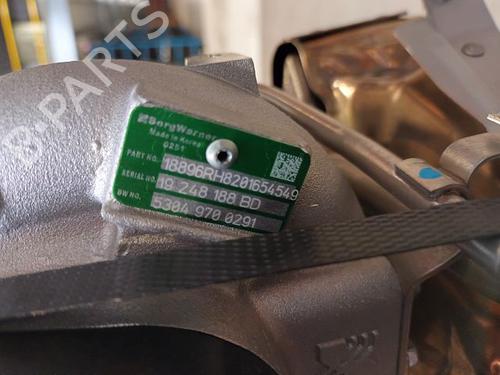 B-PARTS
BorgWarner
Made in Korea
0251
PART NO. 18896RH8201654549
SERIAL NO. 19 248 188 BD
BW NO. 5304 970 0291